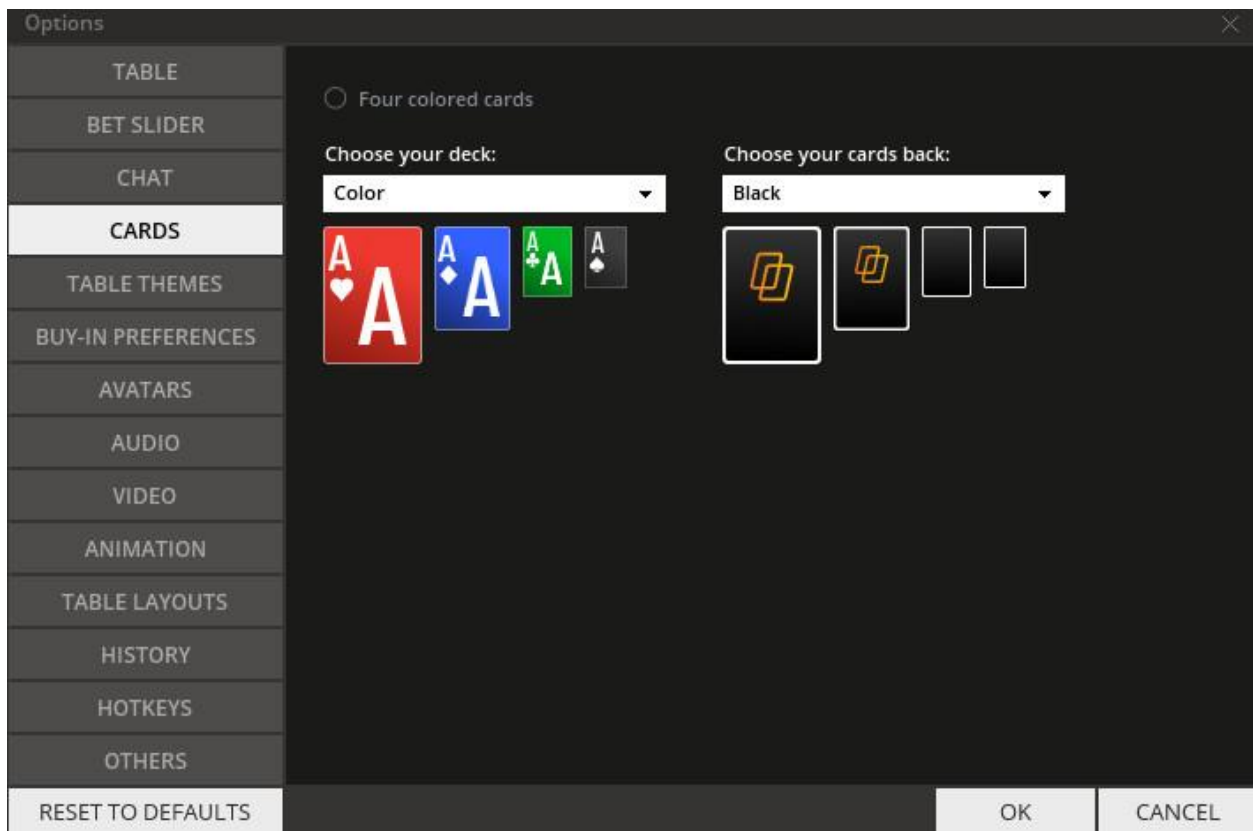 Options
TABLE
BET SLIDER
CHAT
CARDS
TABLE THEMES
BUY-IN PREFERENCES
AVATARS
AUDIO
VIDEO
ANIMATION
TABLE LAYOUTS
HISTORY
HOTKEYS
OTHERS
RESET TO DEFAULTS
Four colored cards
Choose your deck:
Color
A A
A A
A A
A
Choose your cards back:
Black
OK
CANCEL